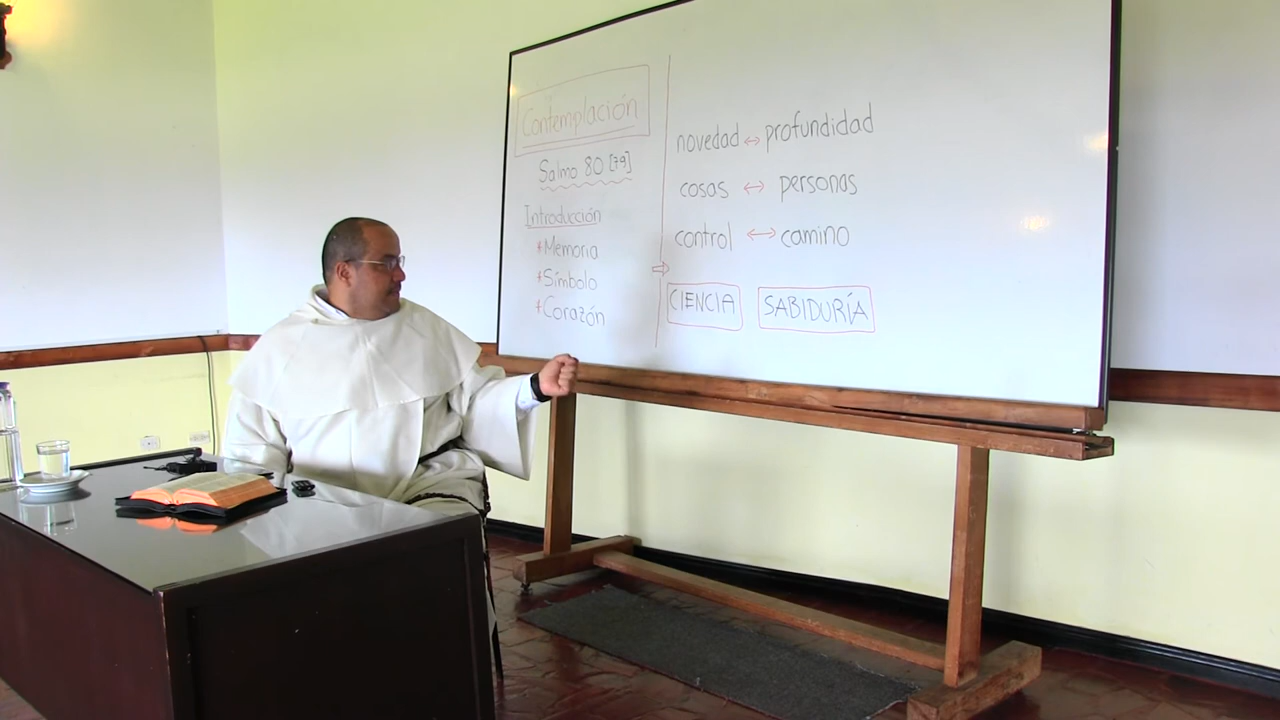 Contemplación
Salmo 80 [79]
Introducción
*Memoria
*Símbolo
*Corazón
novedad ↔ profundidad
cosas ↔ personas
control ↔ camino
⇨
CIENCIA SABIDURÍA